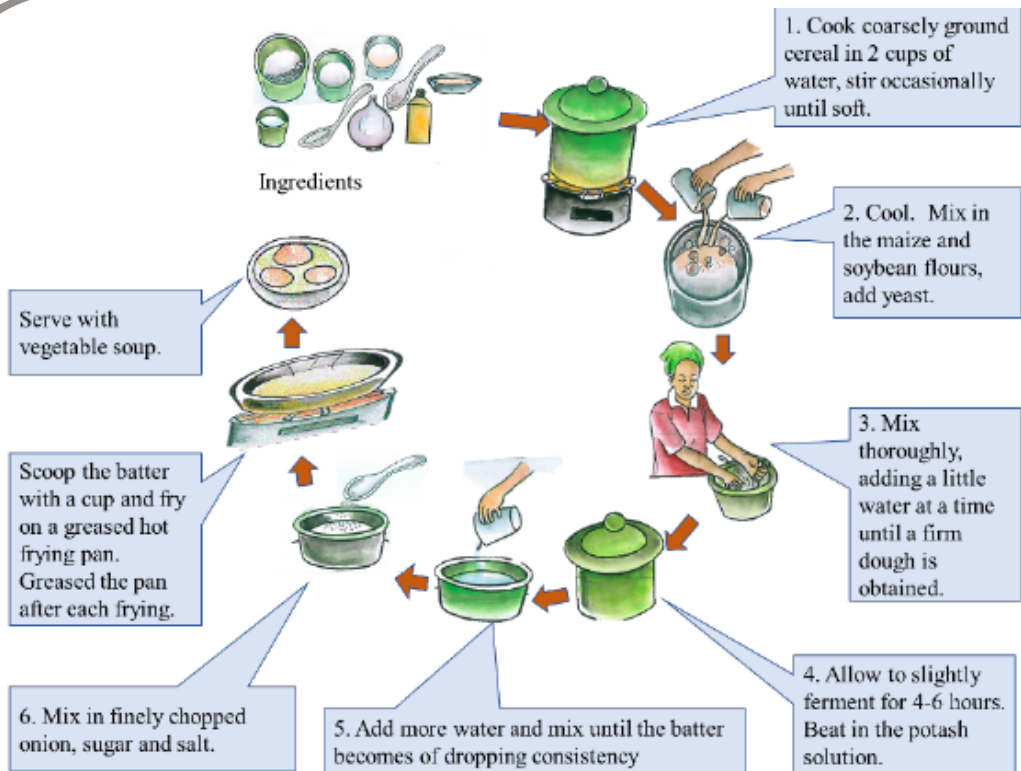 Ingredients
1. Cook coarsely ground
cereal in 2 cups of
water, stir occasionally
until soft.
2. Cool. Mix in
the maize and
soybean flours,
add yeast.
3. Mix
thoroughly,
adding a little
water at a time
until a firm
dough is
obtained.
4. Allow to slightly
ferment for 4-6 hours.
Beat in the potash
solution.
5. Add more water and mix until the batter
becomes of dropping consistency
6. Mix in finely chopped
onion, sugar and salt.
Scoop the batter
with a cup and fry
on a greased hot
frying pan.
Greased the pan
after each frying.
Serve with
vegetable soup.